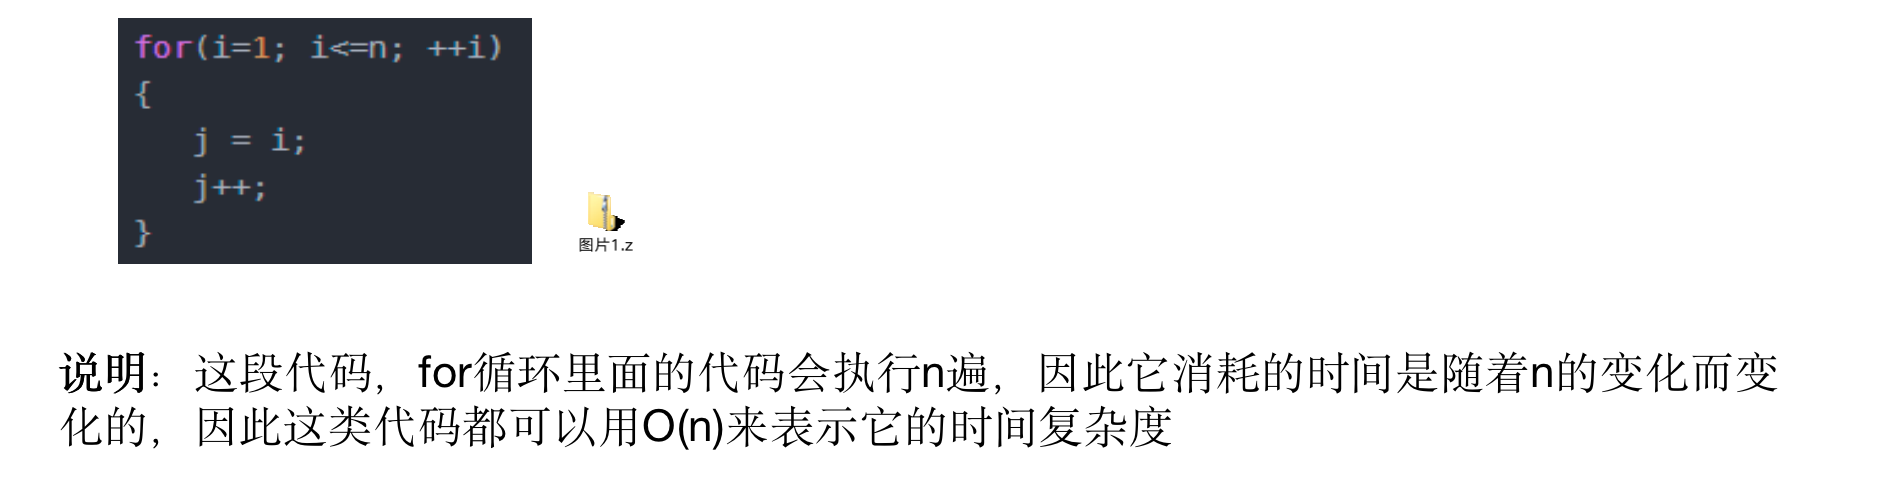 for(i=1; i<=n; ++i)
{
j = i;
j++;
}
图片1.z
说明：这段代码，for循环里面的代码会执行n遍，因此它消耗的时间是随着n的变化而变
化的，因此这类代码都可以用O(n)来表示它的时间复杂度